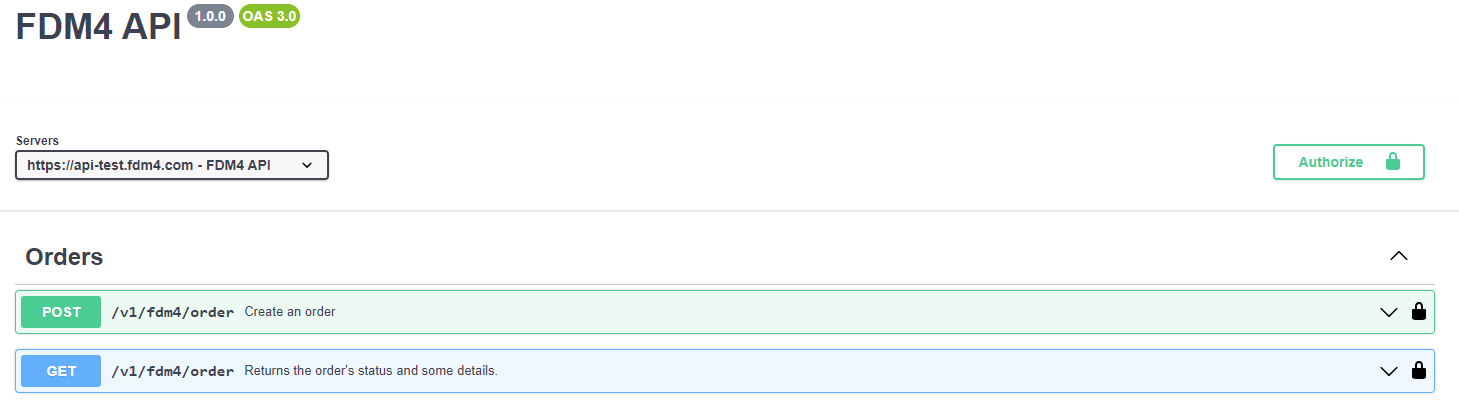 FDM4 API 1.0.0 OAS 3.0
Servers
https://api-test.fdm4.com - FDM4 API
Authorize
Orders
POST /v1/fdm4/order Create an order
GET /v1/fdm4/order Returns the order's status and some details.